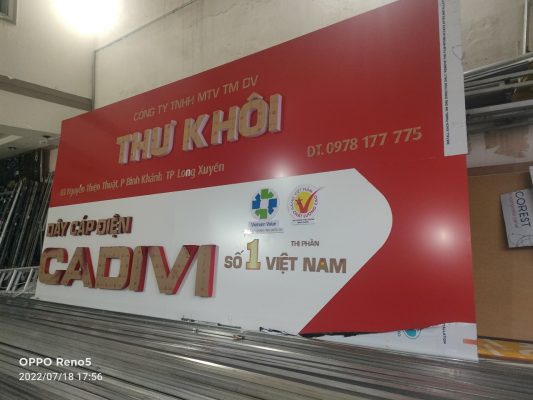 CÔNG TY TNHH MTV TM DV
THƯ KHÔI
ĐT. 0978 177 775
83 Nguyễn Thiện Thuật, P Bình Khánh, TP Long Xuyên
DÂY CÁP ĐIỆN
CADIVI
Vietnam Value
THỊ PHẦN
SỐ 1 VIỆT NAM
OPPO Reno5
2022/07/18 17:56